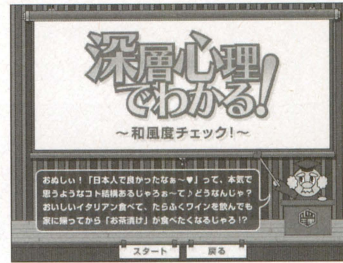 深層心理
でわかる!
～和風度チェック!～
おぬしぃ!「日本人で良かったなぁ～♥」って、本気で
思うようなコト結構あるじゃろぉ～て♪どうなんじゃ?
おいしいイタリアン食べて、たらふくワインを飲んでも
家に帰ってから「お茶漬け」が食べたくなるじゃろ!?
スタート
戻る